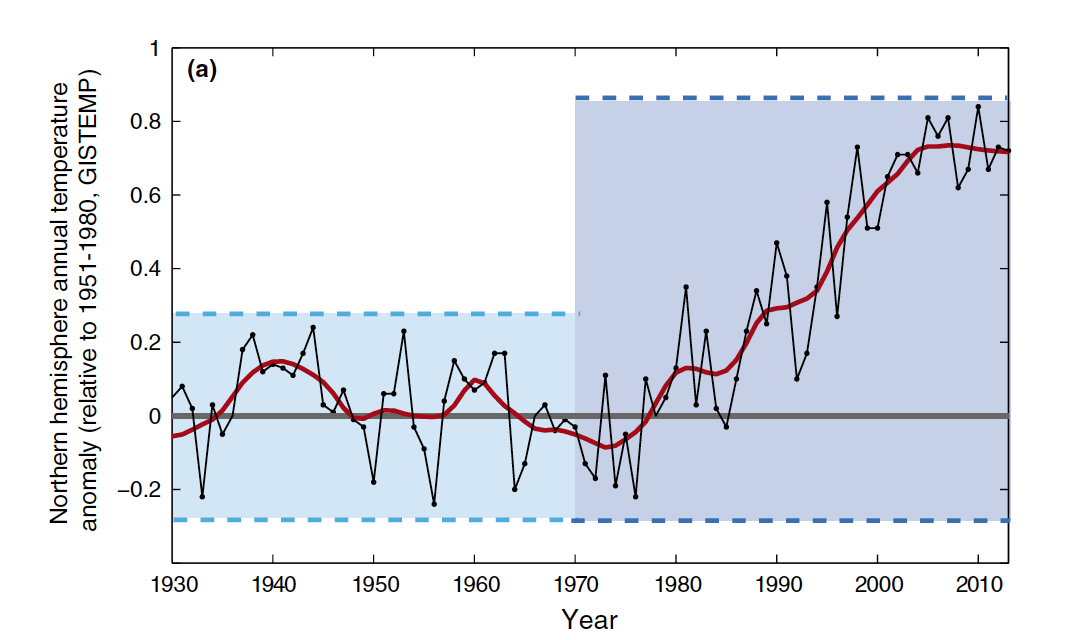 (a)
Northern hemisphere annual temperature
anomaly (relative to 1951-1980, GISTEMP)
1
0.8
0.6
0.4
0.2
0
−0.2
1930 1940 1950 1960 1970 1980 1990 2000 2010
Year